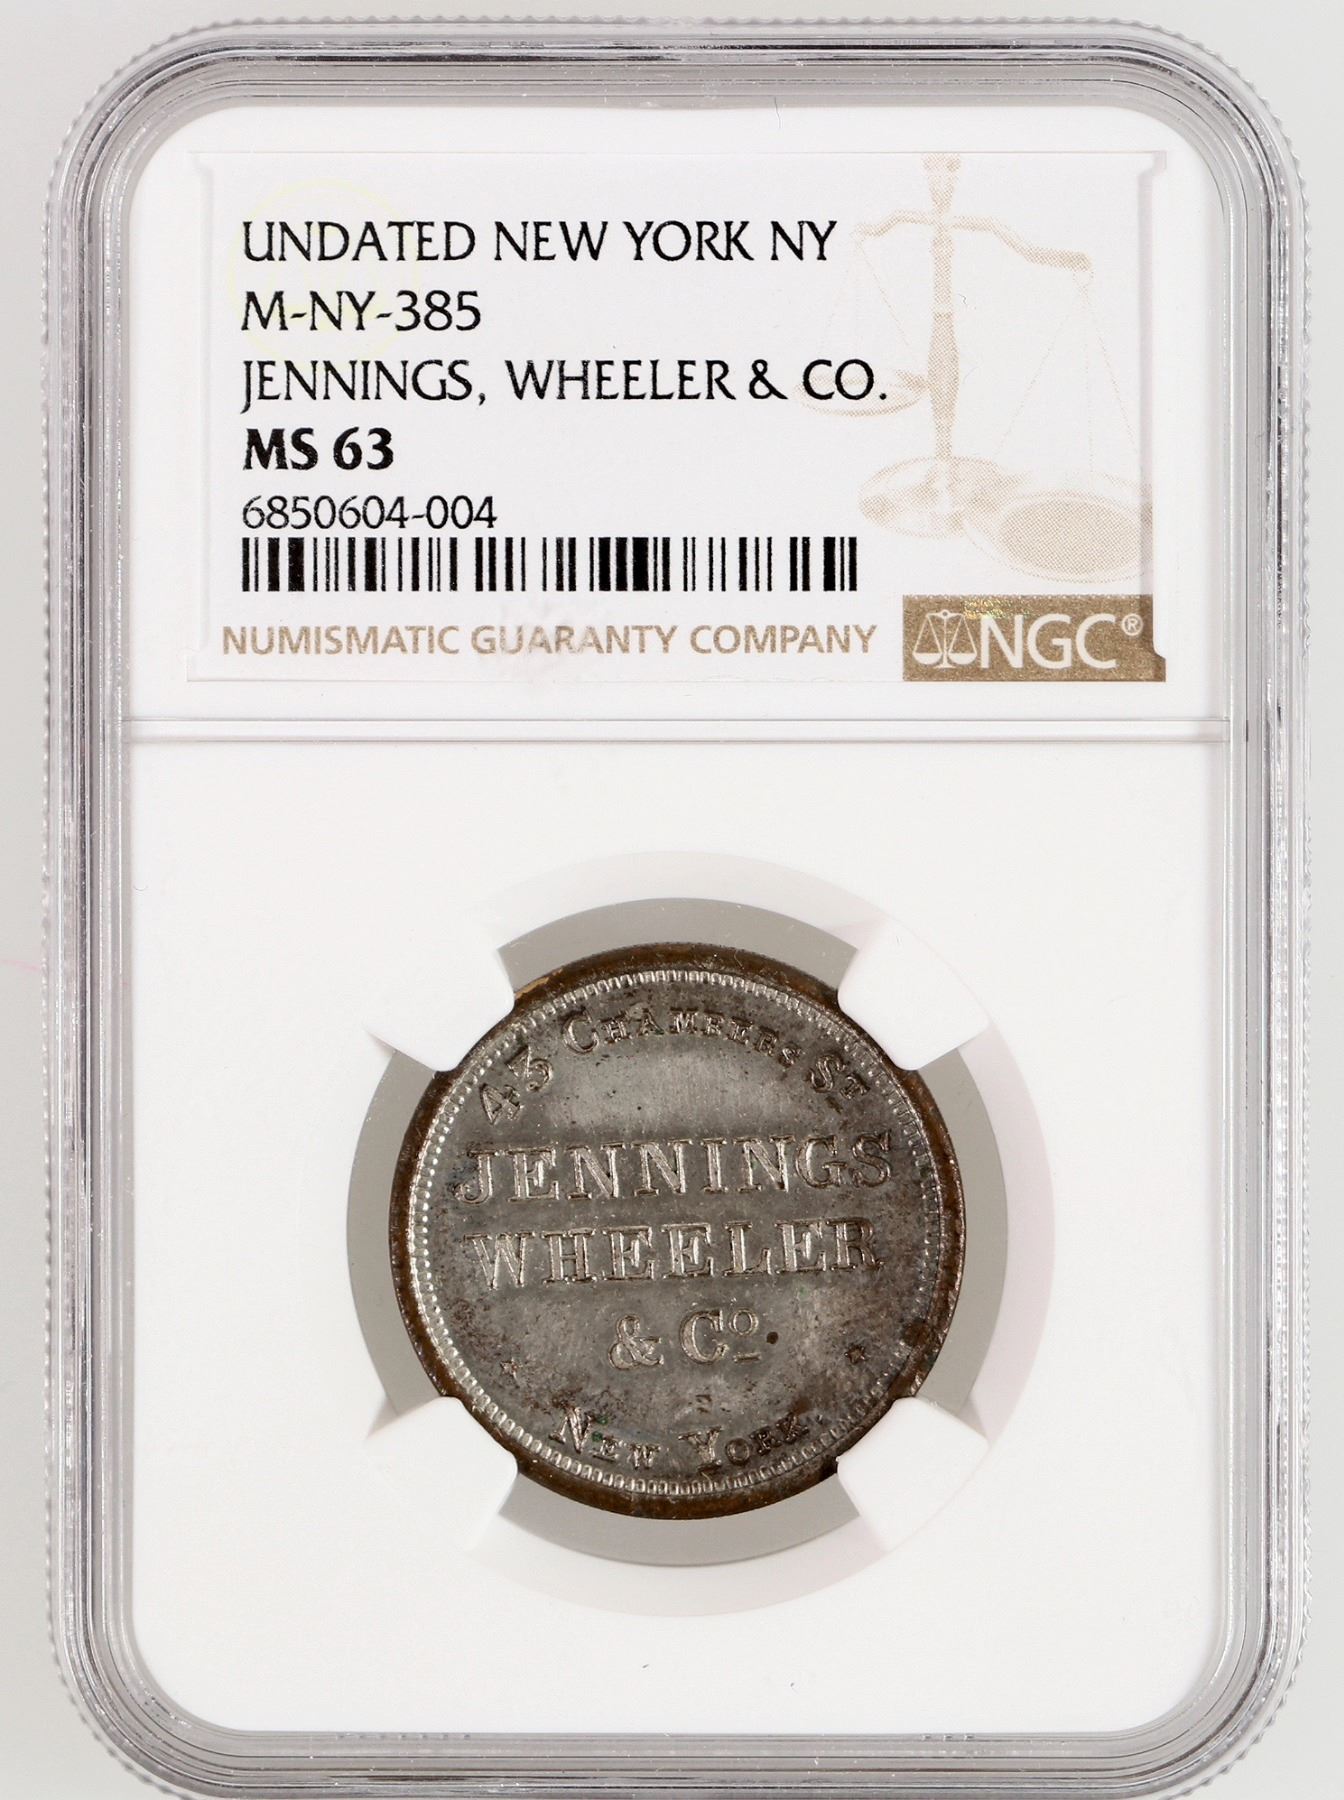 UNDATED NEW YORK NY
M-NY-385
JENNINGS, WHEELER & CO.
MS 63
6850604-004
NUMISMATIC GUARANTY COMPANY
NGC®
43 CHAMBERS ST
JENNINGS
WHEELER
& Co
NEW YORK